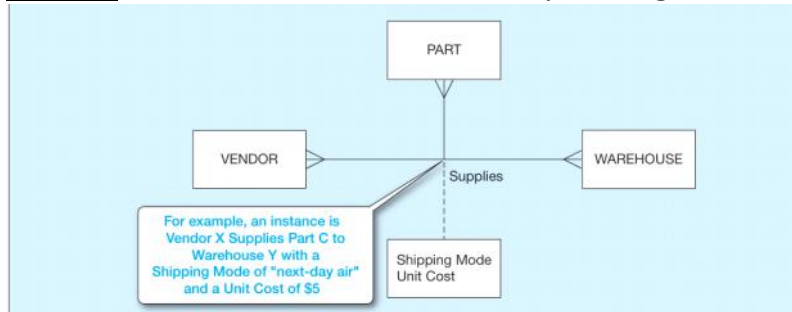 PART
VENDOR
WAREHOUSE
Supplies
For example, an instance is
Vendor X Supplies Part C to
Warehouse Y with a
Shipping Mode of "next-day air"
and a Unit Cost of $5
Shipping Mode
Unit Cost